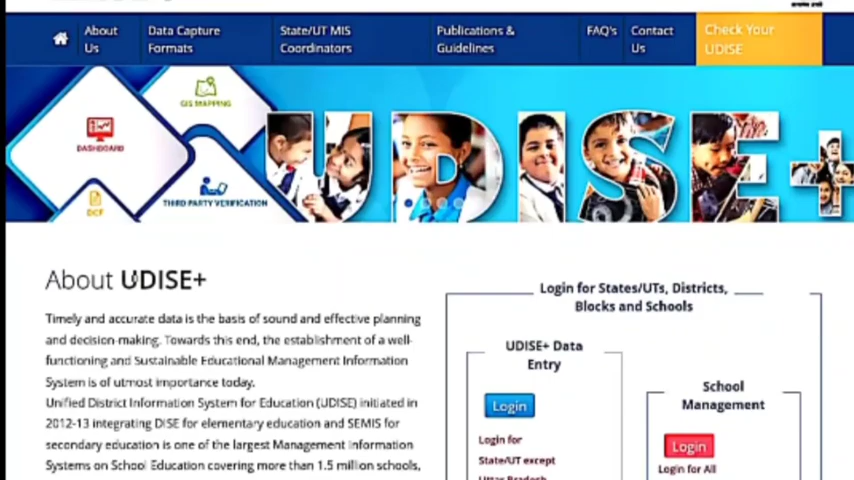 About Us
Data Capture Formats
State/UT MIS Coordinators
Publications & Guidelines
FAQ's
Contact Us
Check Your UDISE
GIS MAPPING
DASHBOARD
DCF
THIRD PARTY VERIFICATION
UDISE+
About UDISE+
Timely and accurate data is the basis of sound and effective planning
and decision-making. Towards this end, the establishment of a well-
functioning and Sustainable Educational Management Information
System is of utmost importance today.
Unified District Information System for Education (UDISE) initiated in
2012-13 integrating DISE for elementary education and SEMIS for
secondary education is one of the largest Management Information
Systems on School Education covering more than 1.5 million schools,
Login for States/UTs, Districts,
Blocks and Schools
UDISE+ Data
Entry
Login
Login for
State/UT except
Uttar Pradesh
School
Management
Login
Login for All